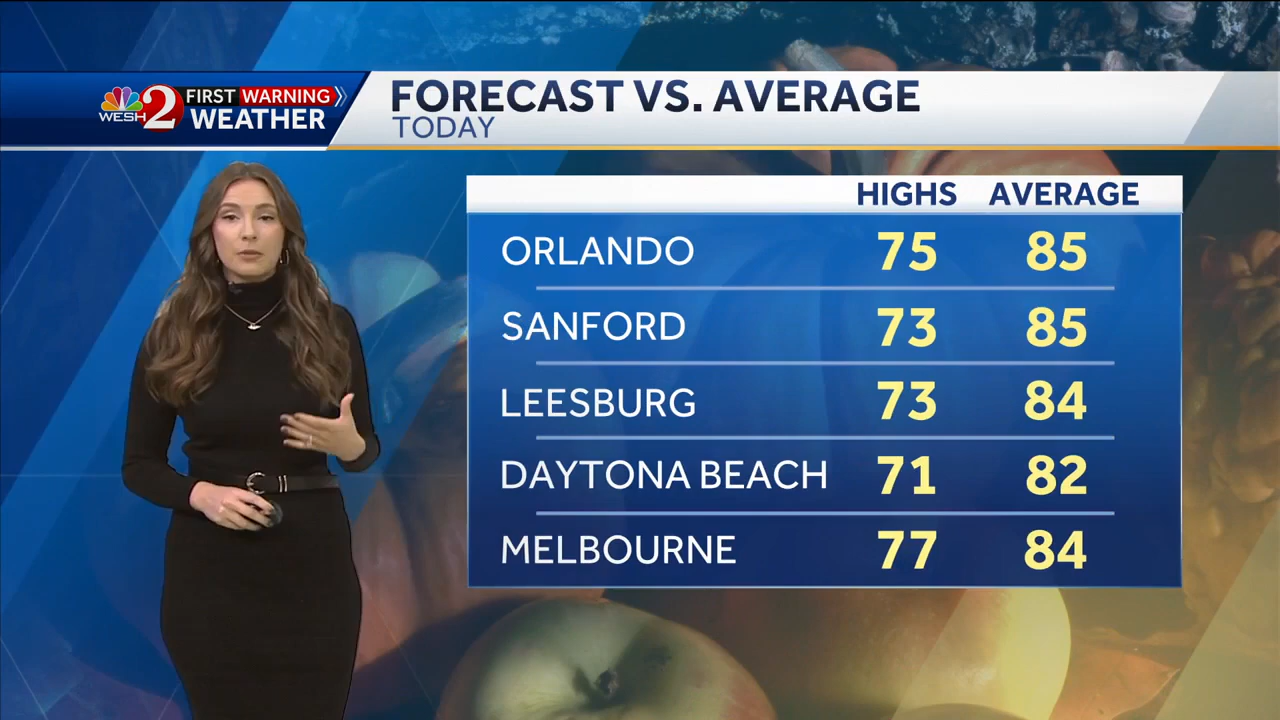 WESH 2 FIRST WARNING WEATHER
FORECAST VS. AVERAGE
TODAY
HIGHS AVERAGE
ORLANDO 75 85
SANFORD 73 85
LEESBURG 73 84
DAYTONA BEACH 71 82
MELBOURNE 77 84